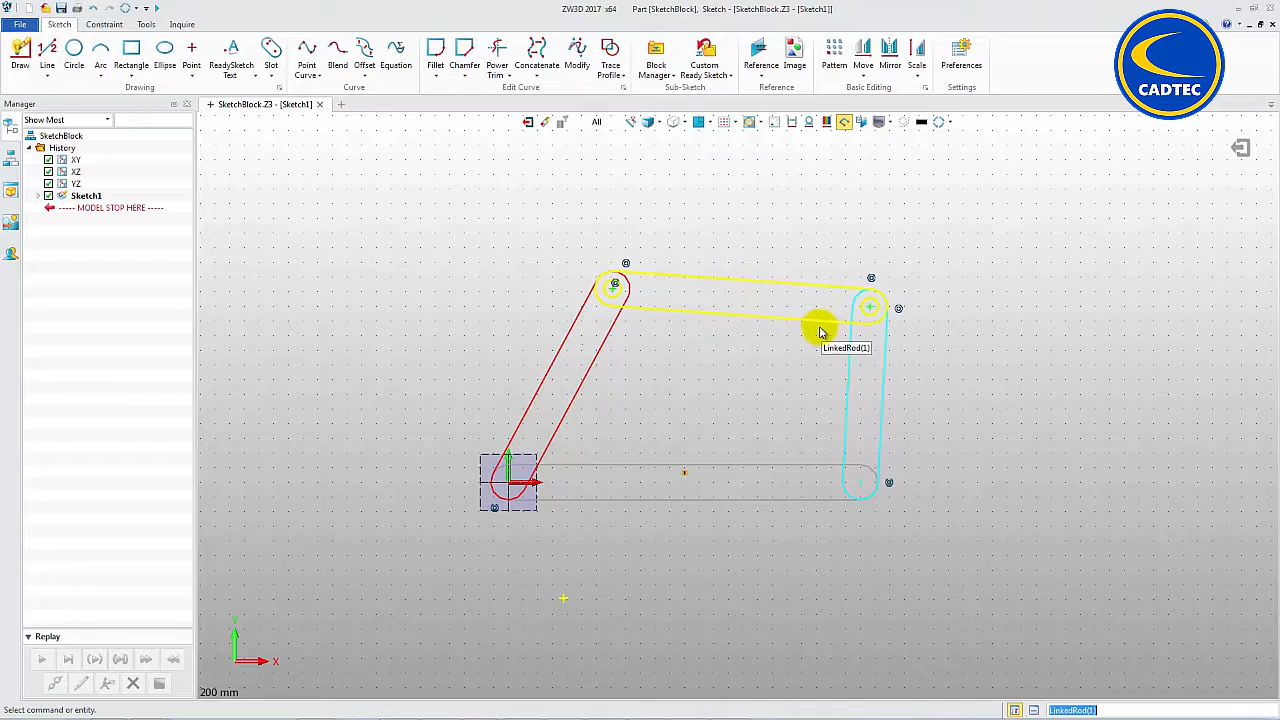 ZW3D 2017 x64 Part [SketchBlock], Sketch - [SketchBlock.Z3 - [Sketch1]]
File Sketch Constraint Tools Inquire
Draw Line Circle Arc Rectangle Ellipse Point ReadySketch Text Slot Point Curve Blend Offset Equation Fillet Chamfer Power Trim Concatenate Modify Trace Profile Block Manager Custom Ready Sketch Reference Image Pattern Move Mirror Scale Preferences
Drawing Curve Edit Curve Sub-Sketch Reference Basic Editing Settings
CADTEC
Manager
SketchBlock.Z3 - [Sketch1]
Show Most
All
SketchBlock
History
XY
XZ
YZ
Sketch1
----- MODEL STOP HERE -----
LinkedRod(1)
Replay
Y
X
200 mm
Select command or entity.
LinkedRod(1)